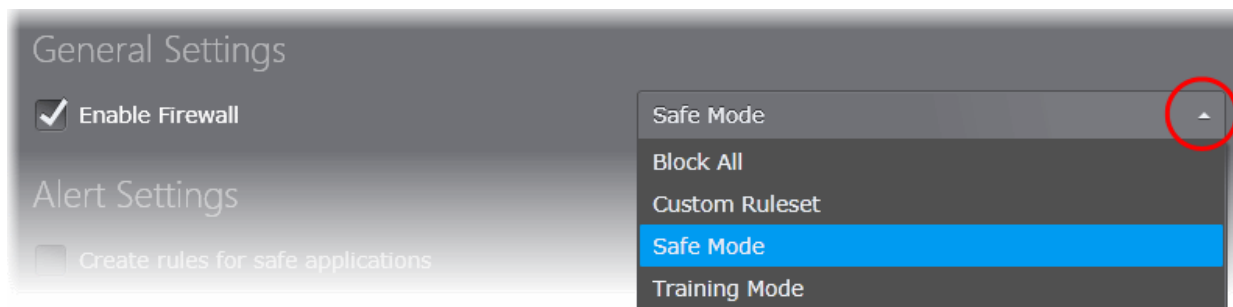 General Settings
Enable Firewall
Safe Mode
Block All
Custom Ruleset
Safe Mode
Training Mode
Alert Settings
Create rules for safe applications